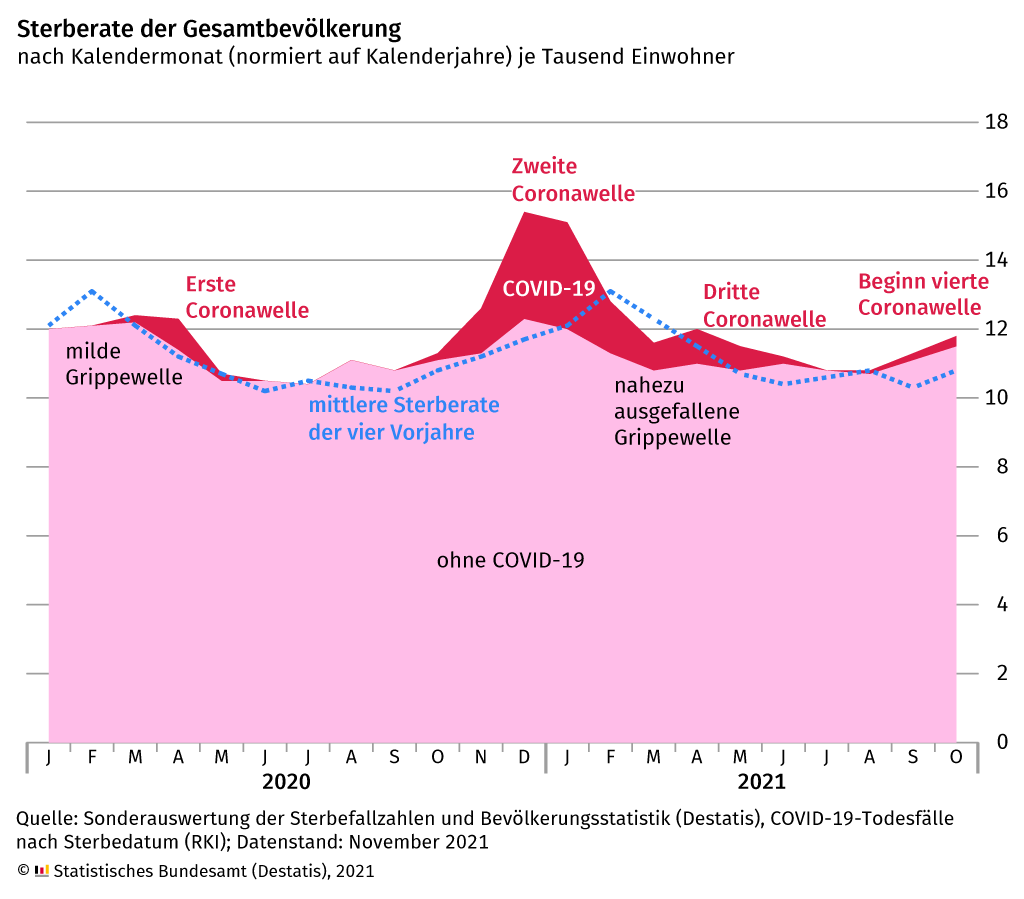 Sterberate der Gesamtbevölkerung
nach Kalendermonat (normiert auf Kalenderjahre) je Tausend Einwohner
18
Zweite
Coronawelle
16
14
Erste
Coronawelle
COVID-19
Dritte
Coronawelle
Beginn vierte
Coronawelle
12
milde
Grippewelle
nahezu
ausgefallene
Grippewelle
mittlere Sterberate
der vier Vorjahre
10
8
6
ohne COVID-19
4
2
0
J F M A M J J A S O N D J F M A M J J A S O
2020 2021
Quelle: Sonderauswertung der Sterbefallzahlen und Bevölkerungsstatistik (Destatis), COVID-19-Todesfälle
nach Sterbedatum (RKI); Datenstand: November 2021
© Statistisches Bundesamt (Destatis), 2021